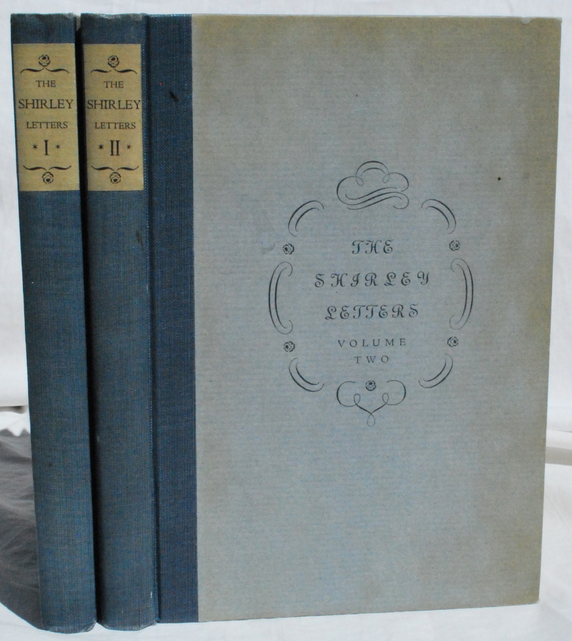 THE
SHIRLEY
LETTERS
* I *
THE
SHIRLEY
LETTERS
* II *
THE
SHIRLEY
LETTERS
VOLUME
TWO